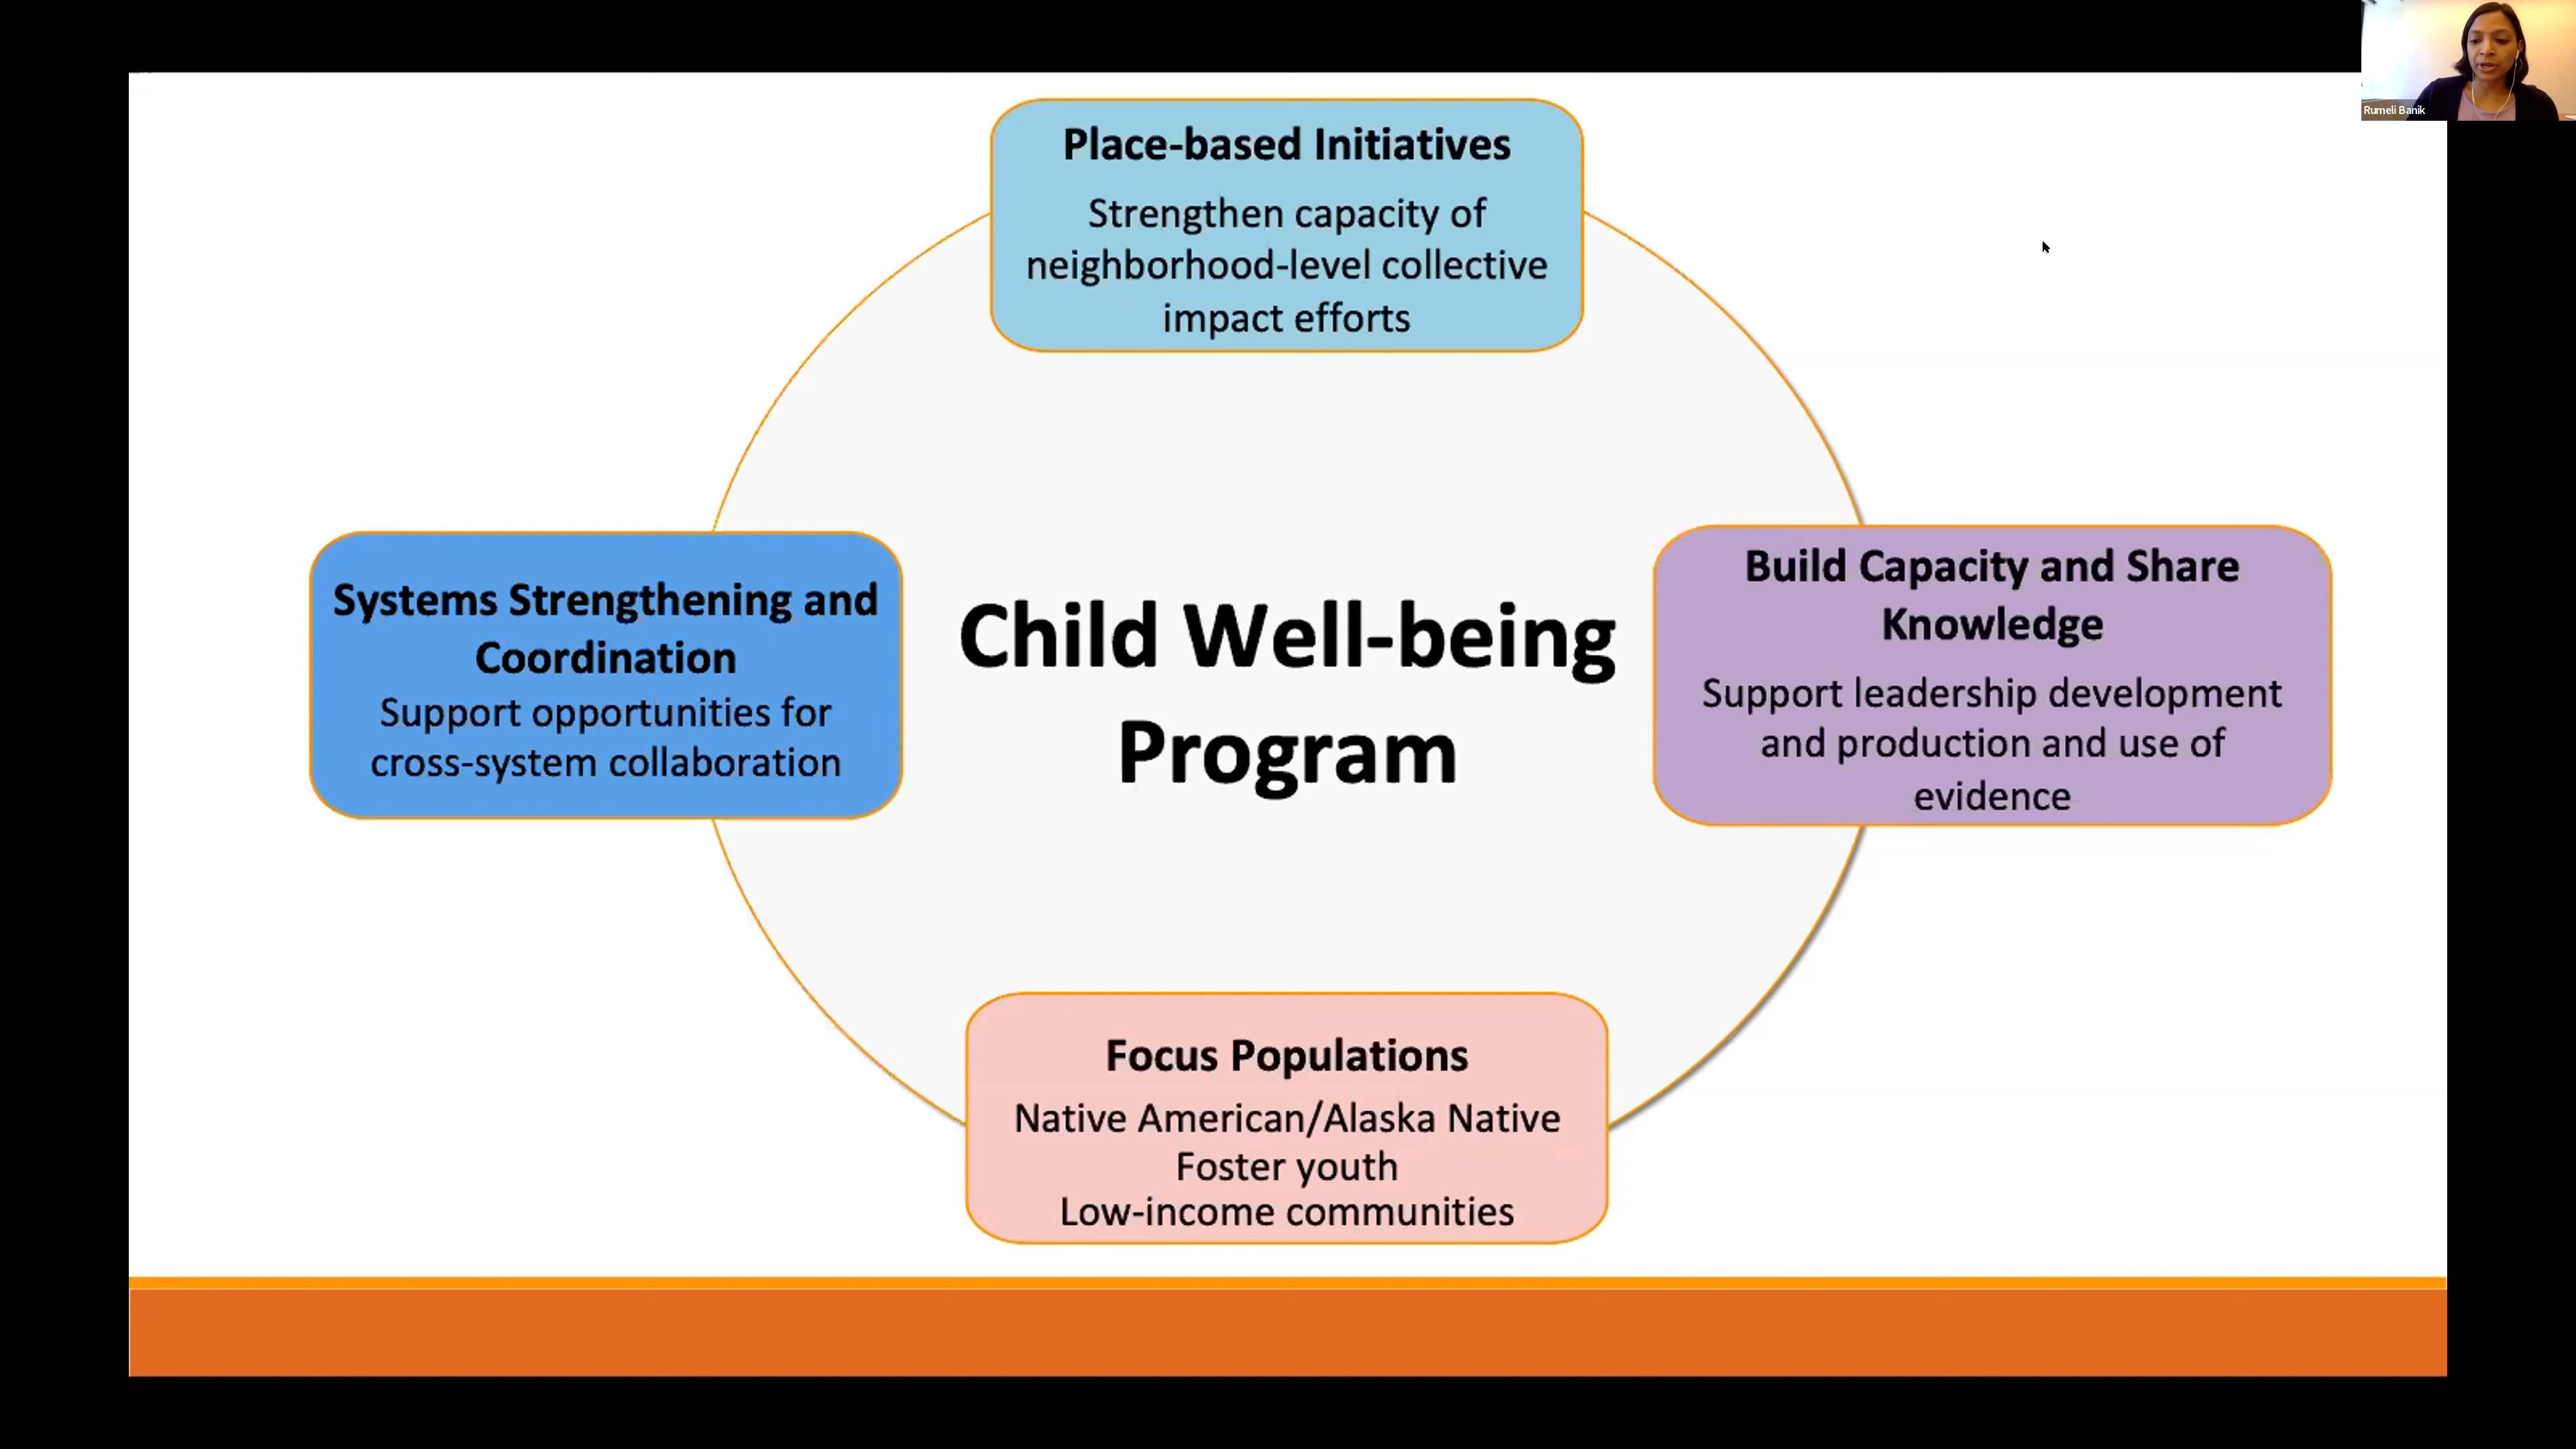 Rumeli Banik
Place-based Initiatives
Strengthen capacity of
neighborhood-level collective
impact efforts
Systems Strengthening and
Coordination
Support opportunities for
cross-system collaboration
Child Well-being
Program
Build Capacity and Share
Knowledge
Support leadership development
and production and use of
evidence
Focus Populations
Native American/Alaska Native
Foster youth
Low-income communities